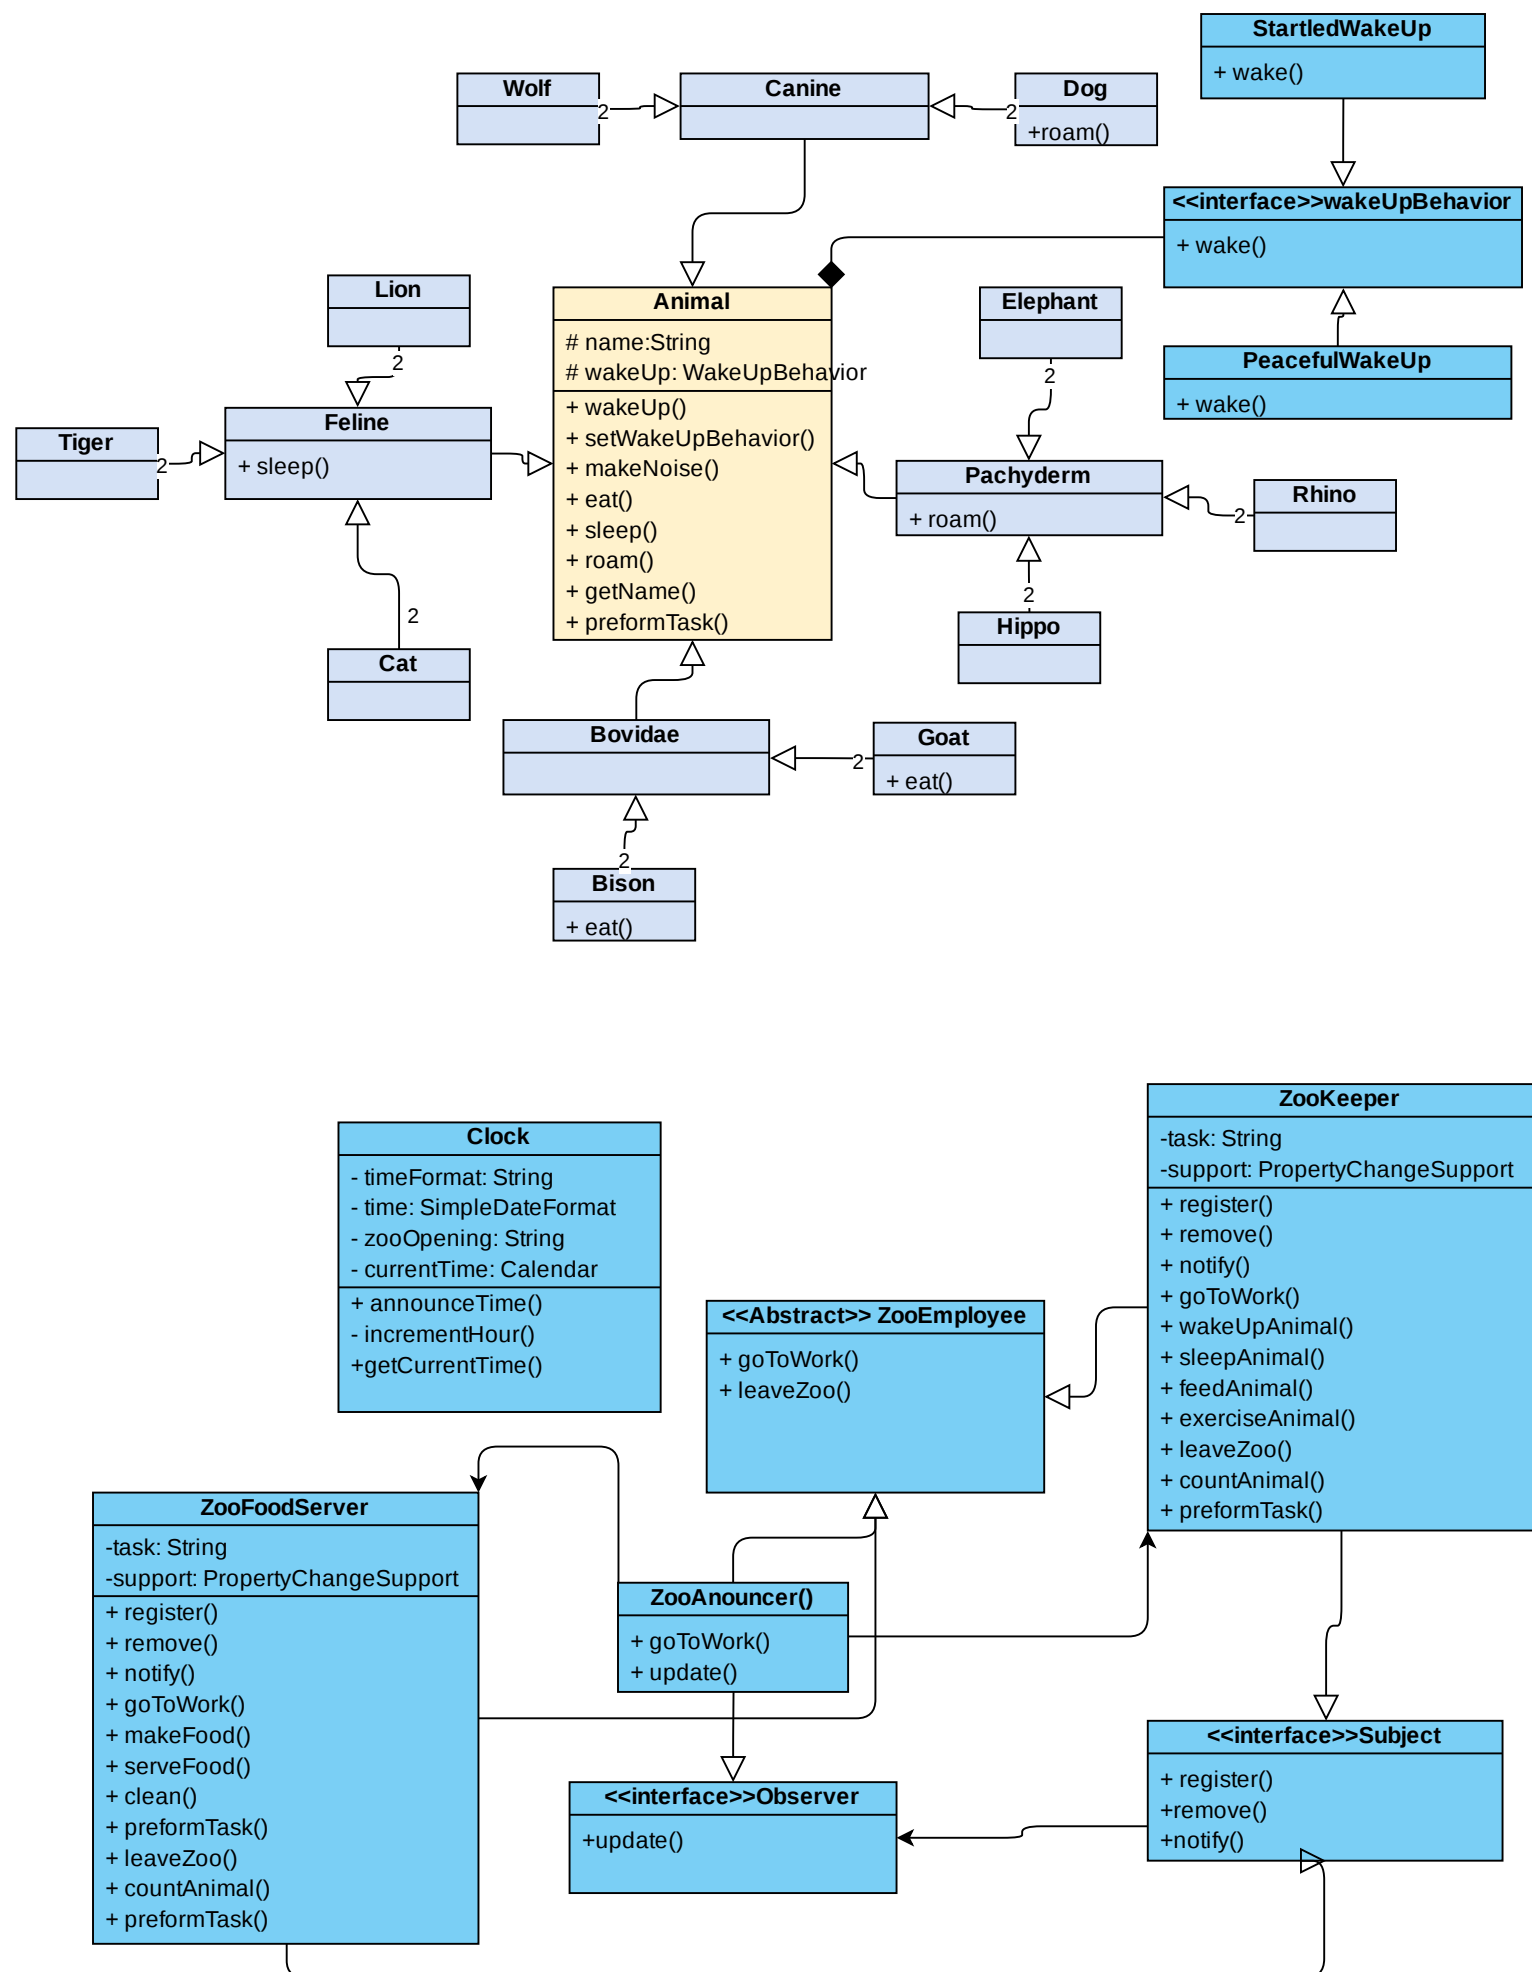 StartledWakeUp
+ wake()
Wolf
2
Canine
Dog
2
+roam()
<<interface>>wakeUpBehavior
+ wake()
Lion
2
Animal
# name:String
# wakeUp: WakeUpBehavior
+ wakeUp()
+ setWakeUpBehavior()
+ makeNoise()
+ eat()
+ sleep()
+ roam()
+ getName()
+ preformTask()
Elephant
2
PeacefulWakeUp
+ wake()
Feline
+ sleep()
Tiger
2
Pachyderm
+ roam()
Rhino
2
2
Hippo
2
Cat
Bovidae
Goat
2
+ eat()
2
Bison
+ eat()
ZooKeeper
-task: String
-support: PropertyChangeSupport
+ register()
+ remove()
+ notify()
+ goToWork()
+ wakeUpAnimal()
+ sleepAnimal()
+ feedAnimal()
+ exerciseAnimal()
+ leaveZoo()
+ countAnimal()
+ preformTask()
Clock
- timeFormat: String
- time: SimpleDateFormat
- zooOpening: String
- currentTime: Calendar
+ announceTime()
- incrementHour()
+getCurrentTime()
<<Abstract>> ZooEmployee
+ goToWork()
+ leaveZoo()
ZooFoodServer
-task: String
-support: PropertyChangeSupport
+ register()
+ remove()
+ notify()
+ goToWork()
+ makeFood()
+ serveFood()
+ clean()
+ preformTask()
+ leaveZoo()
+ countAnimal()
+ preformTask()
ZooAnouncer()
+ goToWork()
+ update()
<<interface>>Subject
+ register()
+remove()
+notify()
<<interface>>Observer
+update()